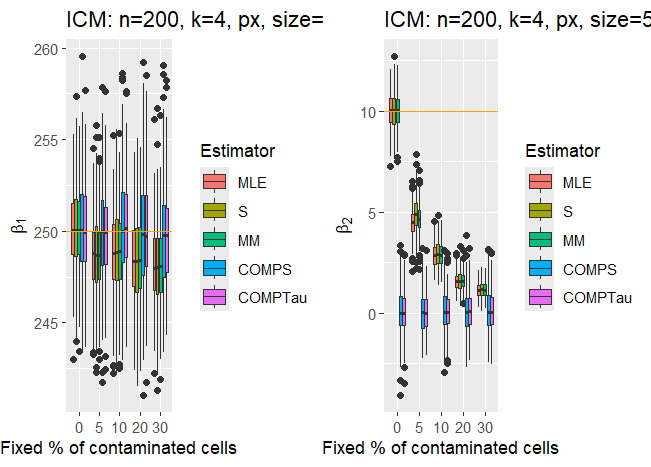 ICM: n=200, k=4, px, size=
260
255
250
245
β1
0 5 10 20 30
Fixed % of contaminated cells
Estimator
MLE
S
MM
COMPS
COMPTau
ICM: n=200, k=4, px, size=5
10
5
0
β2
0 5 10 20 30
Fixed % of contaminated cells
Estimator
MLE
S
MM
COMPS
COMPTau